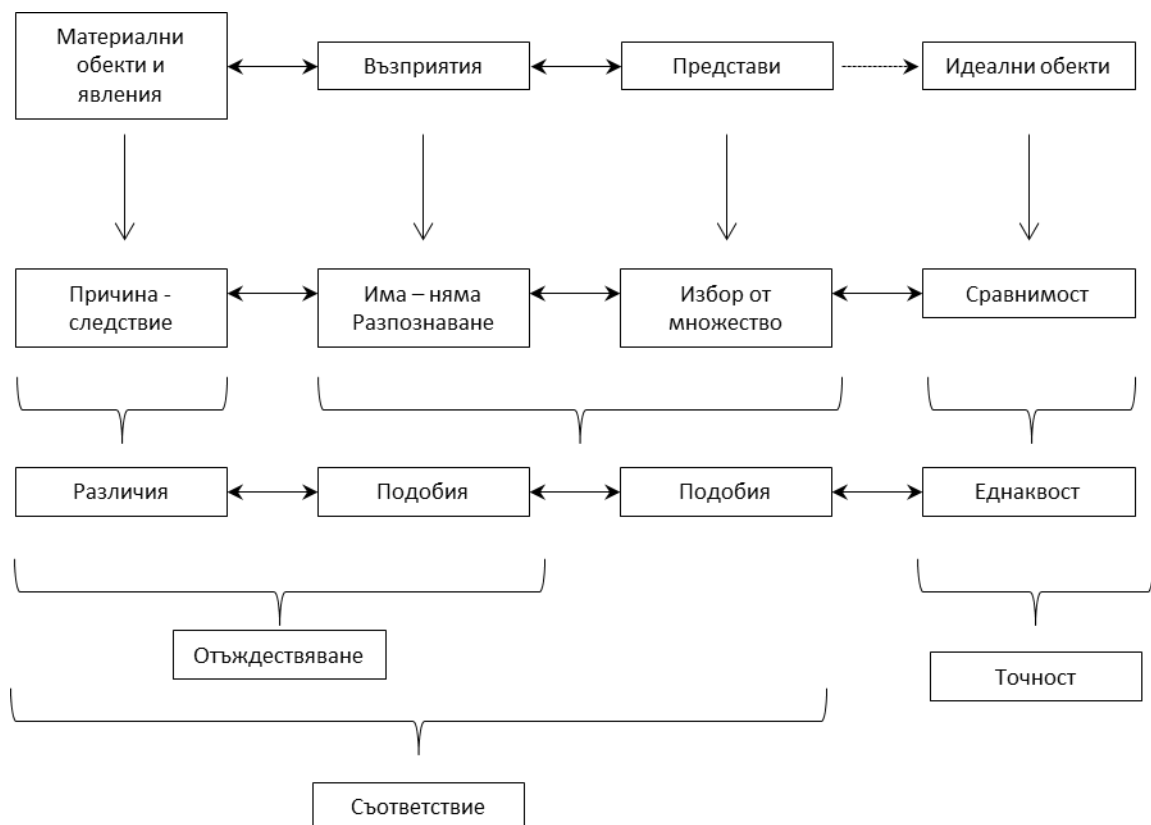 Материални
обекти и
явления
Възприятия
Представи
Идеални обекти
Причина -
следствие
Има – няма
Разпознаване
Избор от
множество
Сравнимост
Различия
Подобия
Подобия
Еднаквост
Отъждествяване
Точност
Съответствие